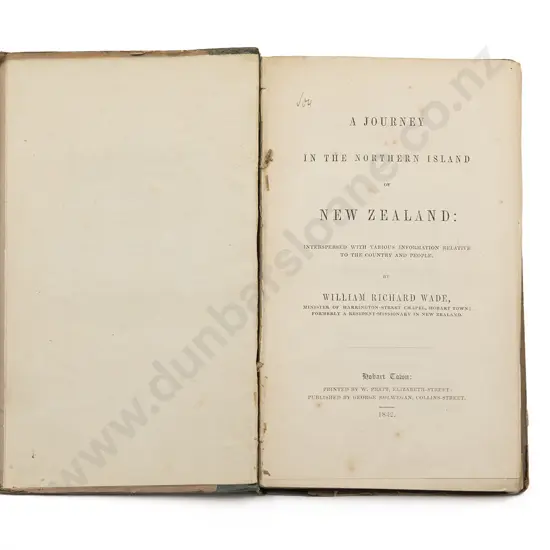 A JOURNEY
IN THE NORTHERN ISLAND
OF
NEW ZEALAND:
INTERSPERSED WITH VARIOUS INFORMATION RELATIVE
TO THE COUNTRY AND PEOPLE.
BY
WILLIAM RICHARD WADE,
MINISTER OF HARRINGTON-STREET CHAPEL, HOBART TOWN;
FORMERLY A RESIDENT-MISSIONARY IN NEW ZEALAND.
Hobart Town:
PRINTED BY W. PRATT, ELIZABETH-STREET;
PUBLISHED BY GEORGE ROLWEGAN, COLLINS-STREET.
1842.
www.dunbarsloane.co.nz